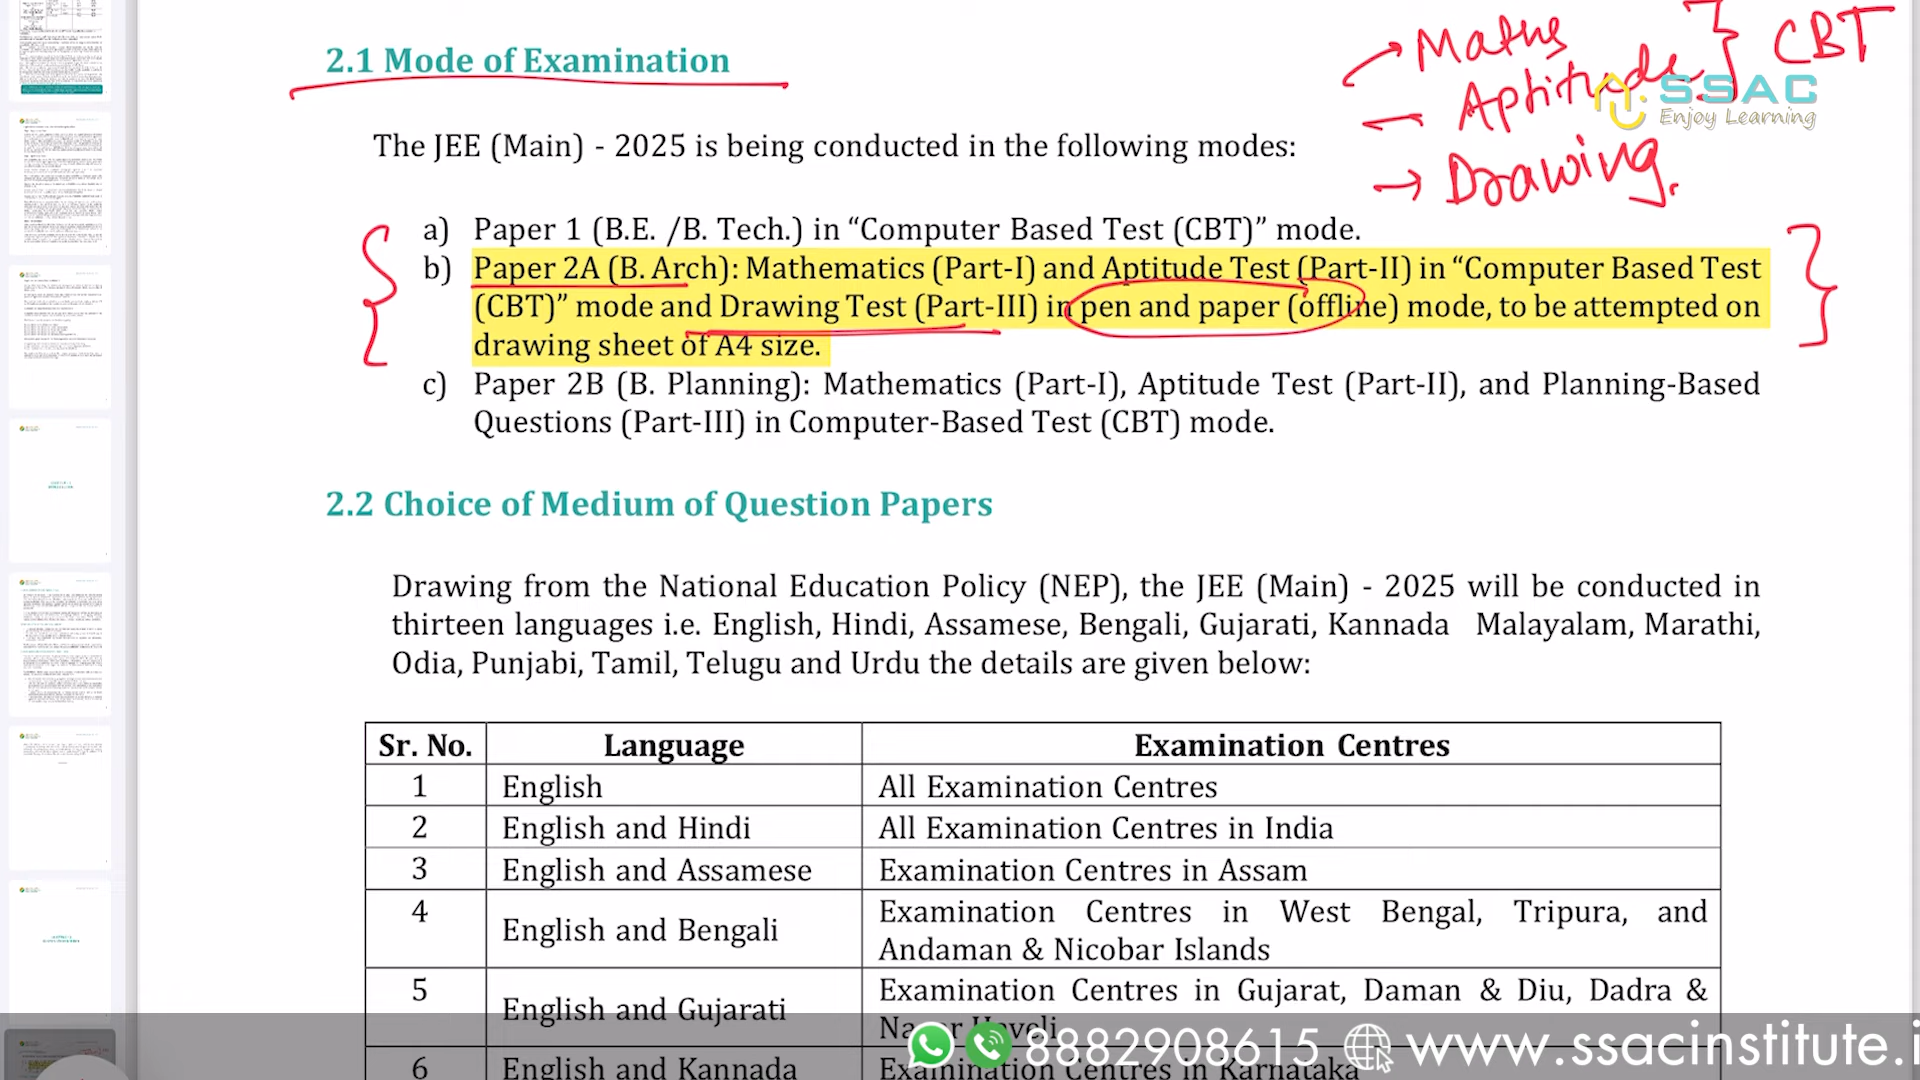 2.1 Mode of Examination
→ Maths
→ Aptitude
} CBT
→ Drawing.
SSAC
Enjoy Learning
The JEE (Main) - 2025 is being conducted in the following modes:
a) Paper 1 (B.E. /B. Tech.) in “Computer Based Test (CBT)” mode.
b) Paper 2A (B. Arch): Mathematics (Part-I) and Aptitude Test (Part-II) in “Computer Based Test
(CBT)” mode and Drawing Test (Part-III) in pen and paper (offline) mode, to be attempted on
drawing sheet of A4 size.
c) Paper 2B (B. Planning): Mathematics (Part-I), Aptitude Test (Part-II), and Planning-Based
Questions (Part-III) in Computer-Based Test (CBT) mode.
2.2 Choice of Medium of Question Papers
Drawing from the National Education Policy (NEP), the JEE (Main) - 2025 will be conducted in
thirteen languages i.e. English, Hindi, Assamese, Bengali, Gujarati, Kannada Malayalam, Marathi,
Odia, Punjabi, Tamil, Telugu and Urdu the details are given below:
Sr. No. Language Examination Centres
1 English All Examination Centres
2 English and Hindi All Examination Centres in India
3 English and Assamese Examination Centres in Assam
4 English and Bengali Examination Centres in West Bengal, Tripura, and
Andaman & Nicobar Islands
5 English and Gujarati Examination Centres in Gujarat, Daman & Diu, Dadra &
Nagar Haveli
6 English and Kannada Examination Centres in Karnataka
8882908615 www.ssacinstitute.i